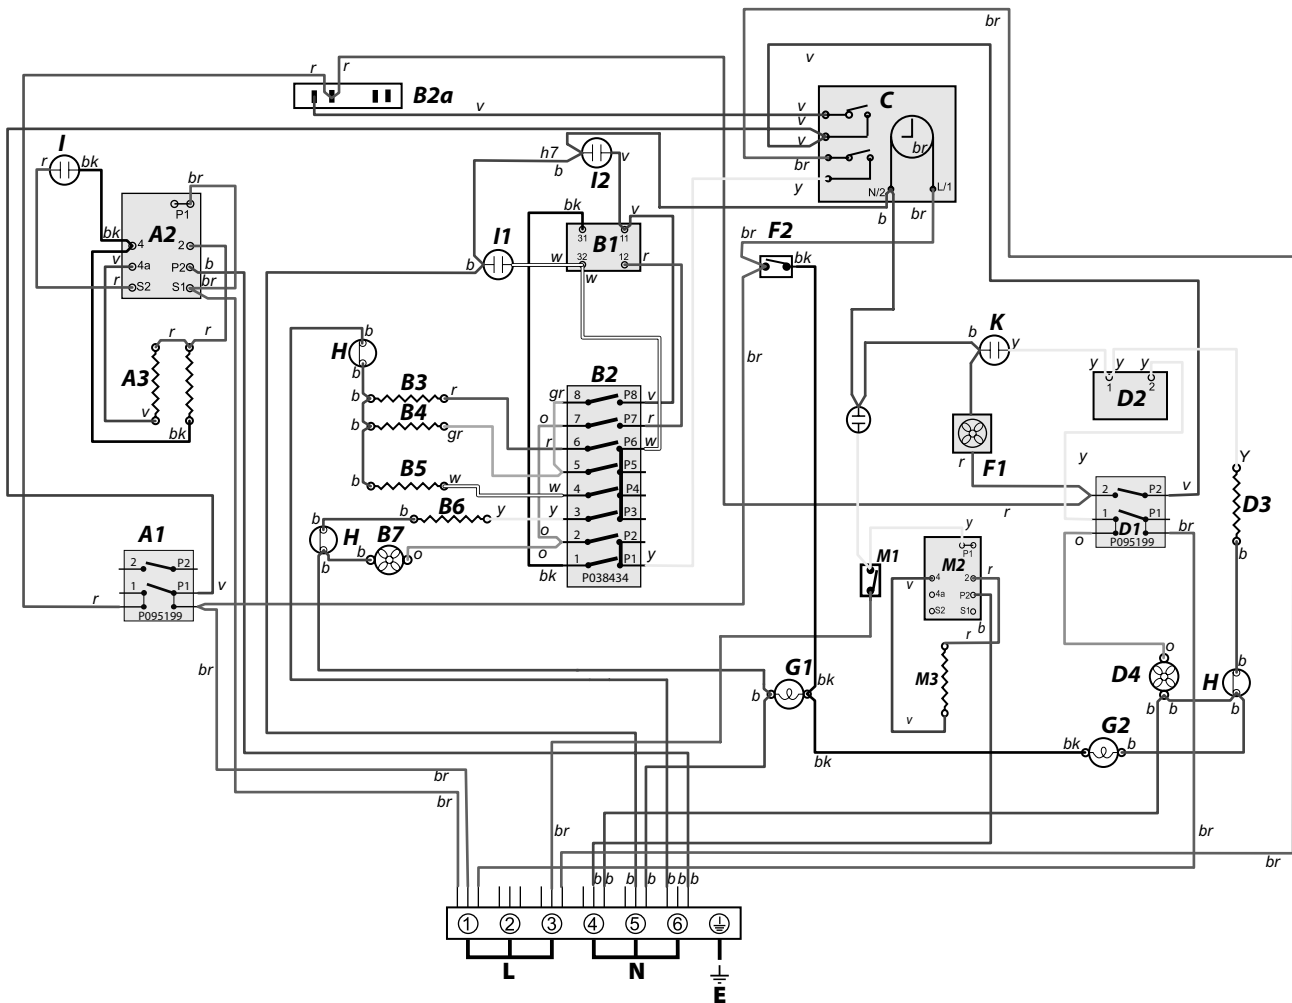 br
r
r
v
B2a
v
C
v
v
v
br
br
y
N/2
L/1
b
br
I
r
bk
h7
b
I2
v
br
P1
A2
bk
4
2
v
4a
P2
b
r
S2
S1
br
bk
v
31
11
B1
32
12
I1
b
w
w
r
F2
br
bk
br
r
r
A3
v
bk
b
H
b
b
B3
r
b
B4
gr
b
B5
w
B6
b
y
b
H
b
B7
b
o
B2
gr
8
P8
v
o
7
P7
r
r
6
P6
w
5
P5
w
4
P4
y
3
P3
o
2
P2
o
bk
1
P1
y
P038434
K
b
y
y
y
y
1
2
D2
F1
r
r
y
2
P2
v
1
P1
D1
br
o
P095199
Y
D3
b
A1
2
P2
1
P1
v
r
P095199
br
M1
y
P1
M2
v
4
2
r
4a
P2
S2
S1
b
r
M3
v
o
D4
b
b
b
H
b
G1
b
bk
bk
G2
bk
b
br
br
br
br
br
b
b
b
b
b
b
b
b
1
2
3
4
5
6
L
N
E